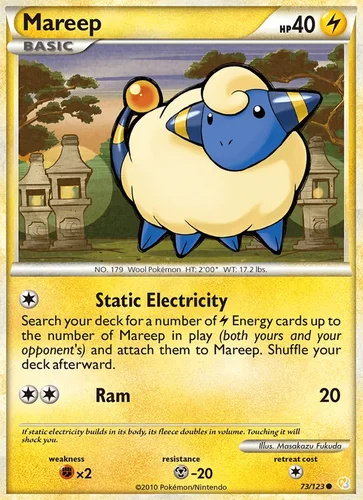 Mareep HP40
BASIC
NO. 179 Wool Pokémon HT: 2'00" WT: 17.2 lbs.
Static Electricity
Search your deck for a number of Energy cards up to
the number of Mareep in play (both yours and your
opponent's) and attach them to Mareep. Shuffle your
deck afterward.
Ram 20
If static electricity builds in its body, its fleece doubles in volume. Touching it will
shock you.
Illus. Masakazu Fukuda
weakness resistance retreat cost
×2 -20
73/123
©2010 Pokémon/Nintendo